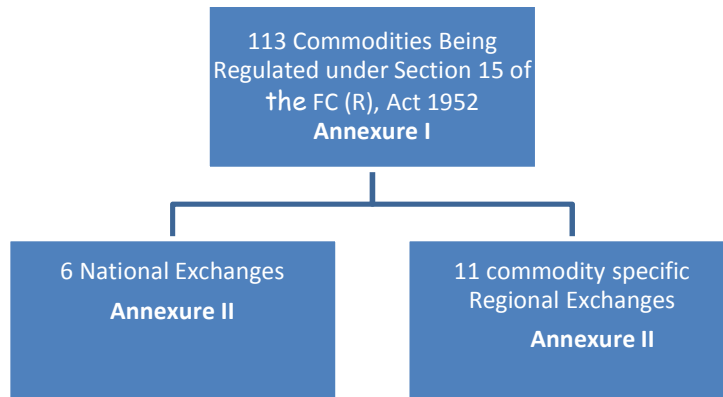 113 Commodities Being
Regulated under Section 15 of
the FC (R), Act 1952
Annexure I
6 National Exchanges
Annexure II
11 commodity specific
Regional Exchanges
Annexure II